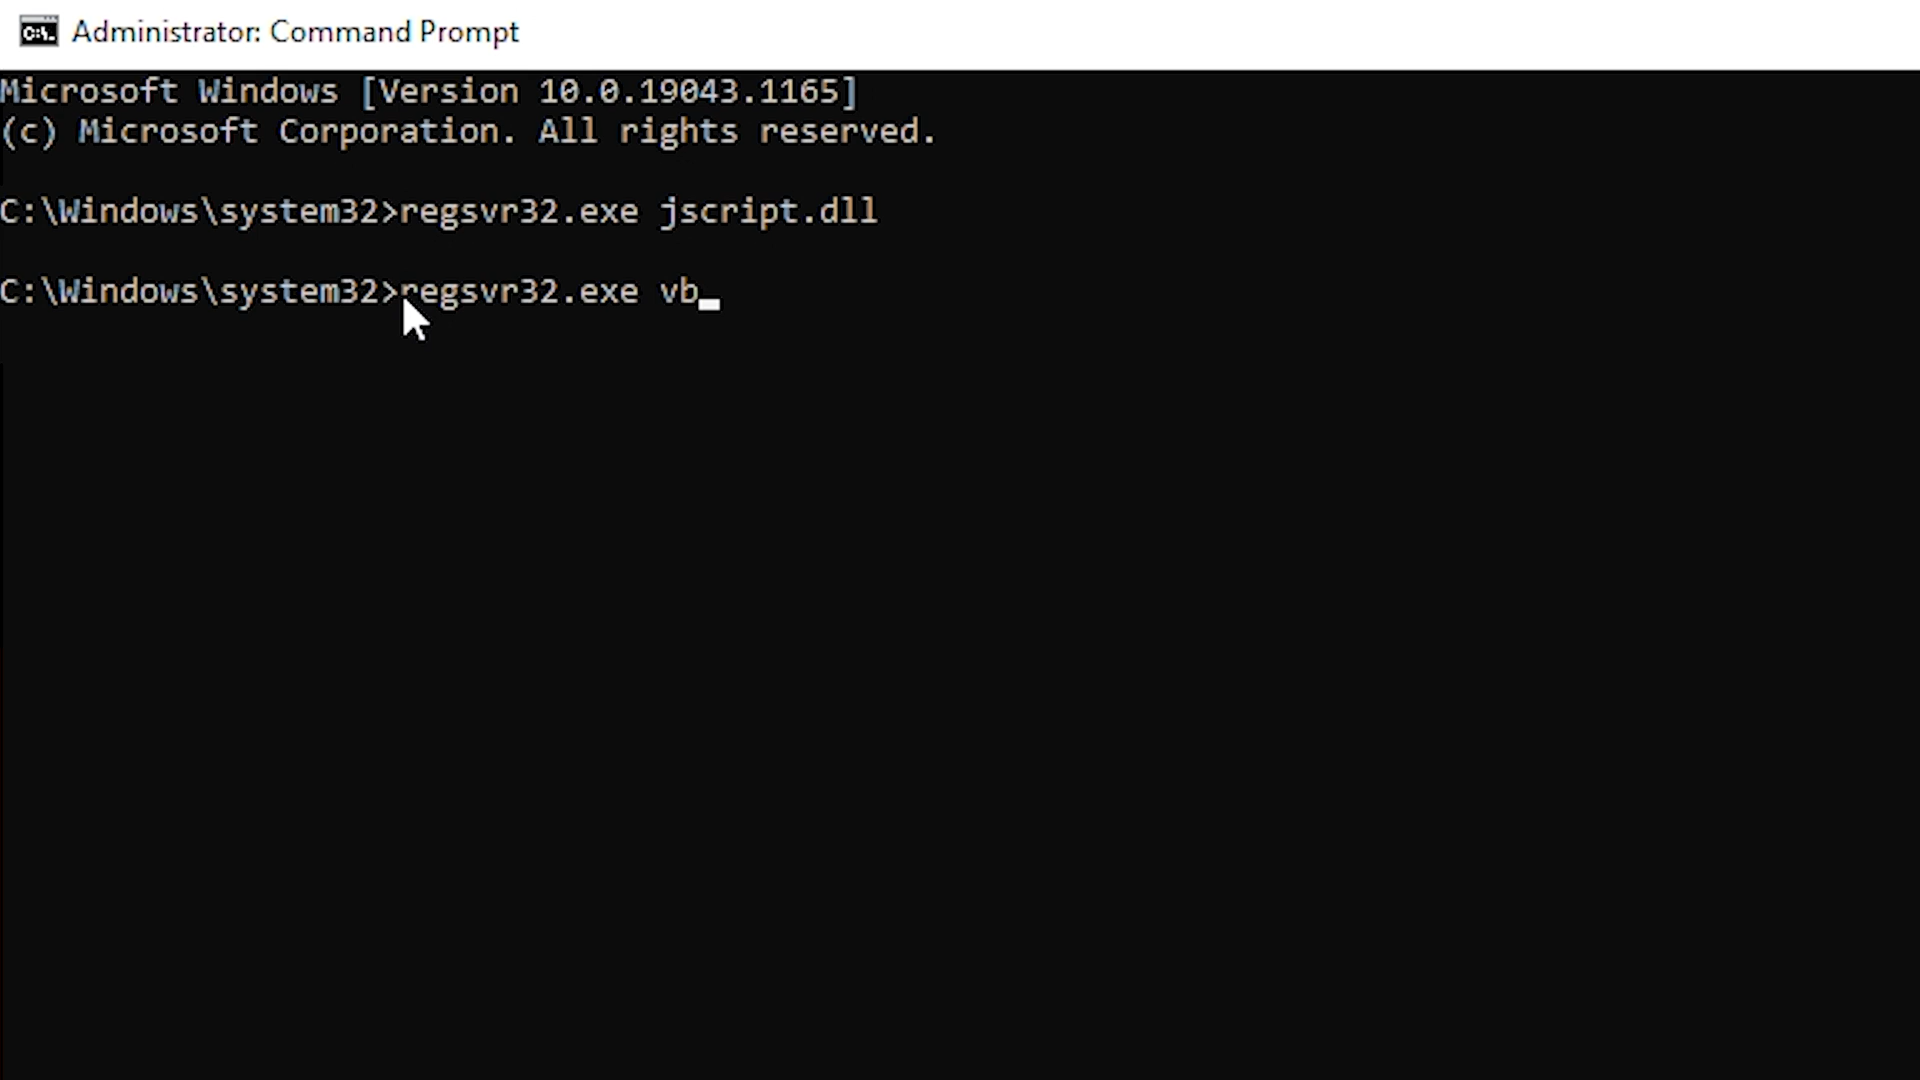 Administrator: Command Prompt
Microsoft Windows [Version 10.0.19043.1165]
(c) Microsoft Corporation. All rights reserved.
C:\Windows\system32>regsvr32.exe jscript.dll
C:\Windows\system32>regsvr32.exe vb